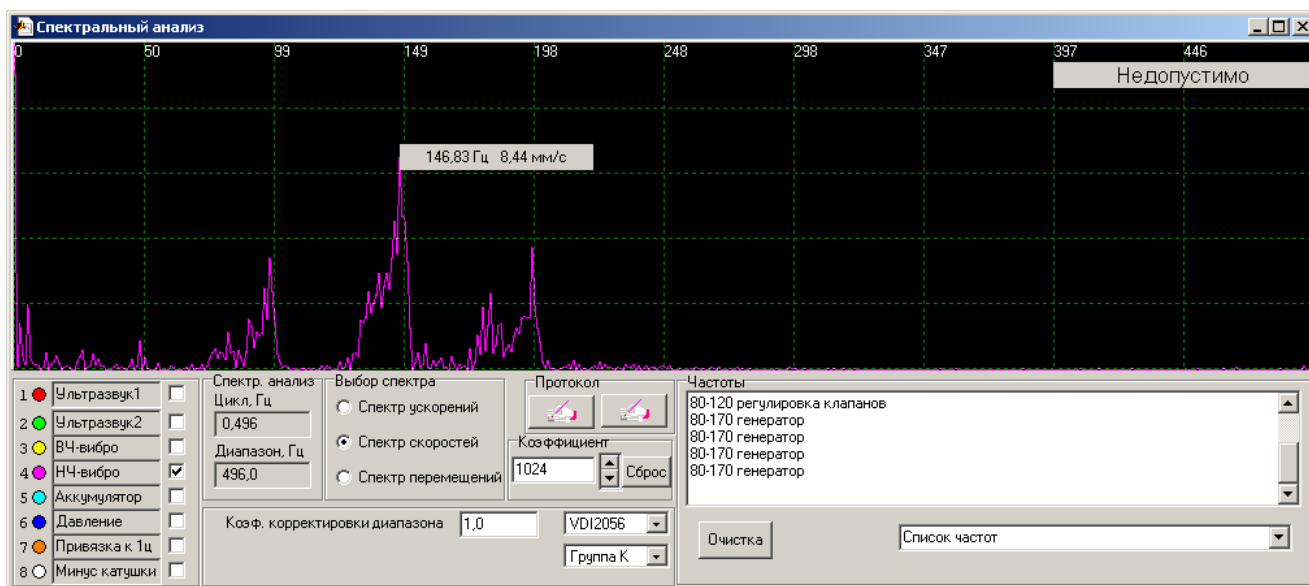 Спектральный анализ
0 50 99 149 198 248 298 347 397 446
Недопустимо
146,83 Гц 8,44 мм/с
1 Ультразвук1
2 Ультразвук2
3 ВЧ-вибро
4 НЧ-вибро
5 Аккумулятор
6 Давление
7 Привязка к 1ц
8 Минус катушки
Спектр. анализ
Цикл, Гц
0,496
Диапазон, Гц
496,0
Выбор спектра
Спектр ускорений
Спектр скоростей
Спектр перемещений
Протокол
Коэффициент
1024 Сброс
Коэф. корректировки диапазона 1,0 VDI2056
Группа К
Частоты
80-120 регулировка клапанов
80-170 генератор
80-170 генератор
80-170 генератор
80-170 генератор
Очистка Список частот